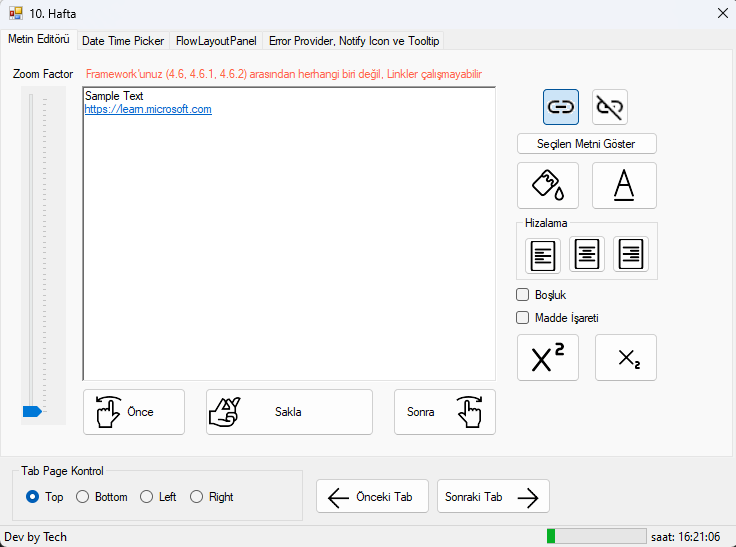 10. Hafta
Metin Editörü
Date Time Picker
FlowLayoutPanel
Error Provider, Notify Icon ve Tooltip
Zoom Factor
Framework'unuz (4.6, 4.6.1, 4.6.2) arasından herhangi biri değil, Linkler çalışmayabilir
Sample Text
https://learn.microsoft.com
Seçilen Metni Göster
A
Hizalama
Boşluk
Madde İşareti
X²
X₂
Önce
Sakla
Sonra
Tab Page Kontrol
Top
Bottom
Left
Right
Önceki Tab
Sonraki Tab
Dev by Tech
saat: 16:21:06